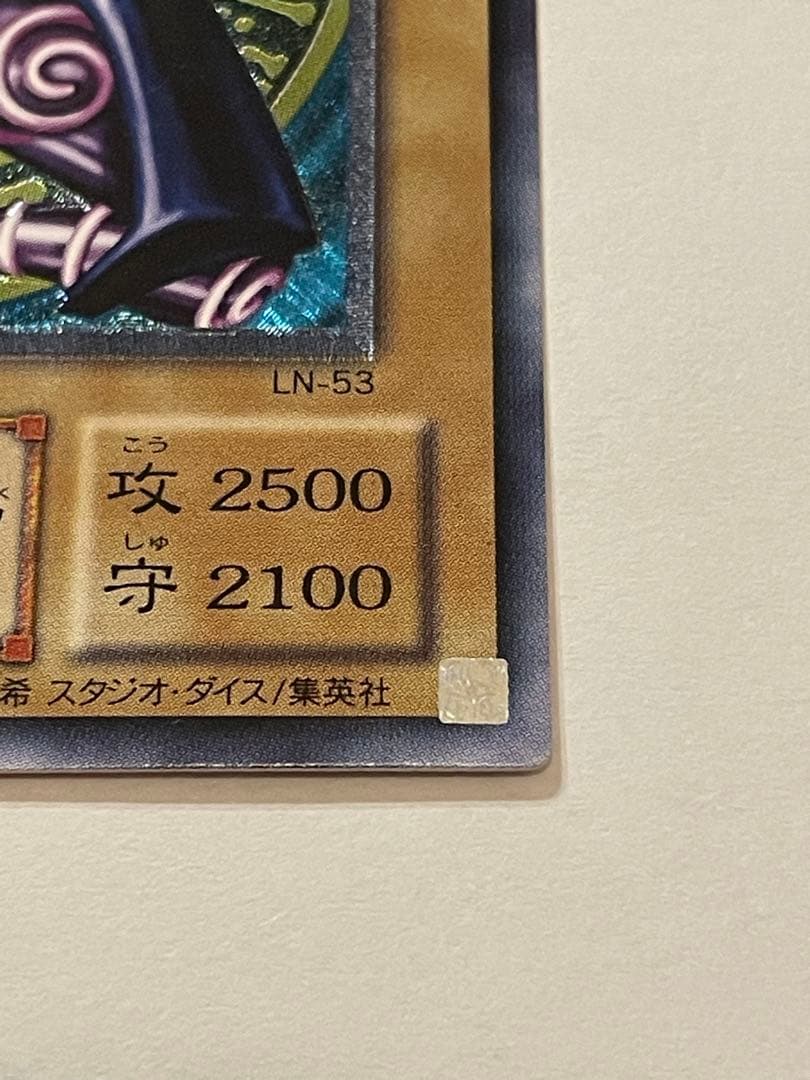 LN-53
こう
攻 2500
しゅ
守 2100
希 スタジオ・ダイス/集英社